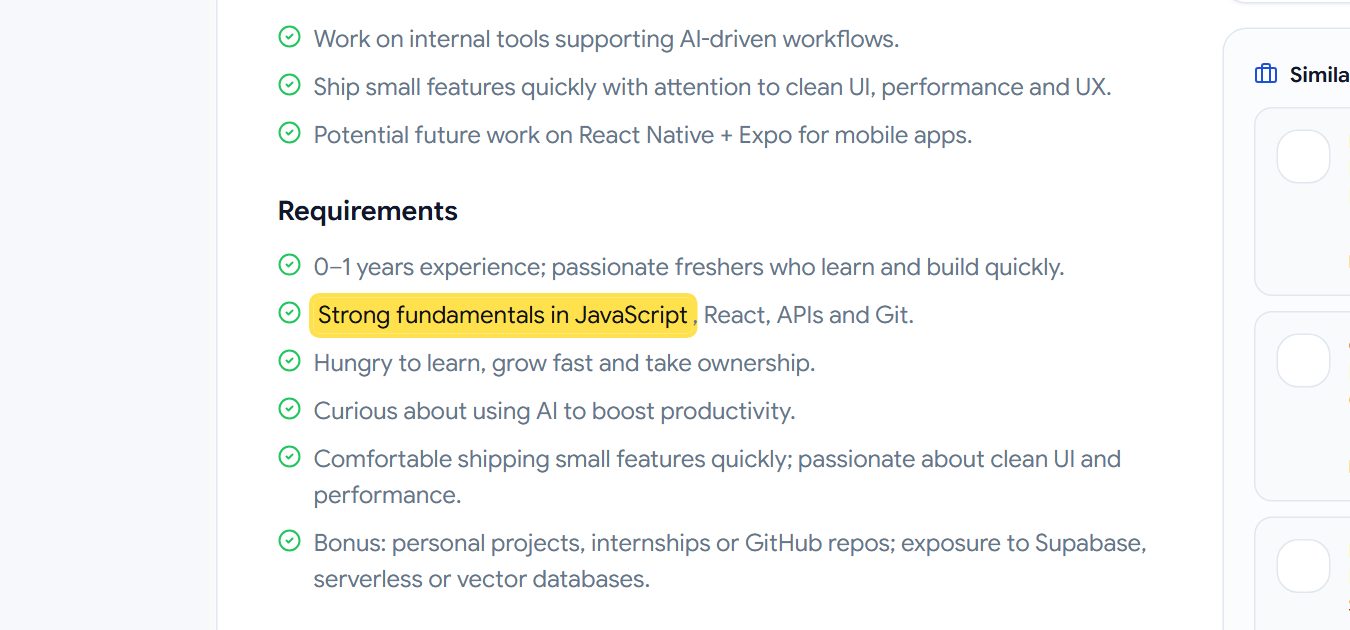 Work on internal tools supporting AI-driven workflows.
Ship small features quickly with attention to clean UI, performance and UX.
Potential future work on React Native + Expo for mobile apps.
Requirements
0–1 years experience; passionate freshers who learn and build quickly.
Strong fundamentals in JavaScript , React, APIs and Git.
Hungry to learn, grow fast and take ownership.
Curious about using AI to boost productivity.
Comfortable shipping small features quickly; passionate about clean UI and
performance.
Bonus: personal projects, internships or GitHub repos; exposure to Supabase,
serverless or vector databases.